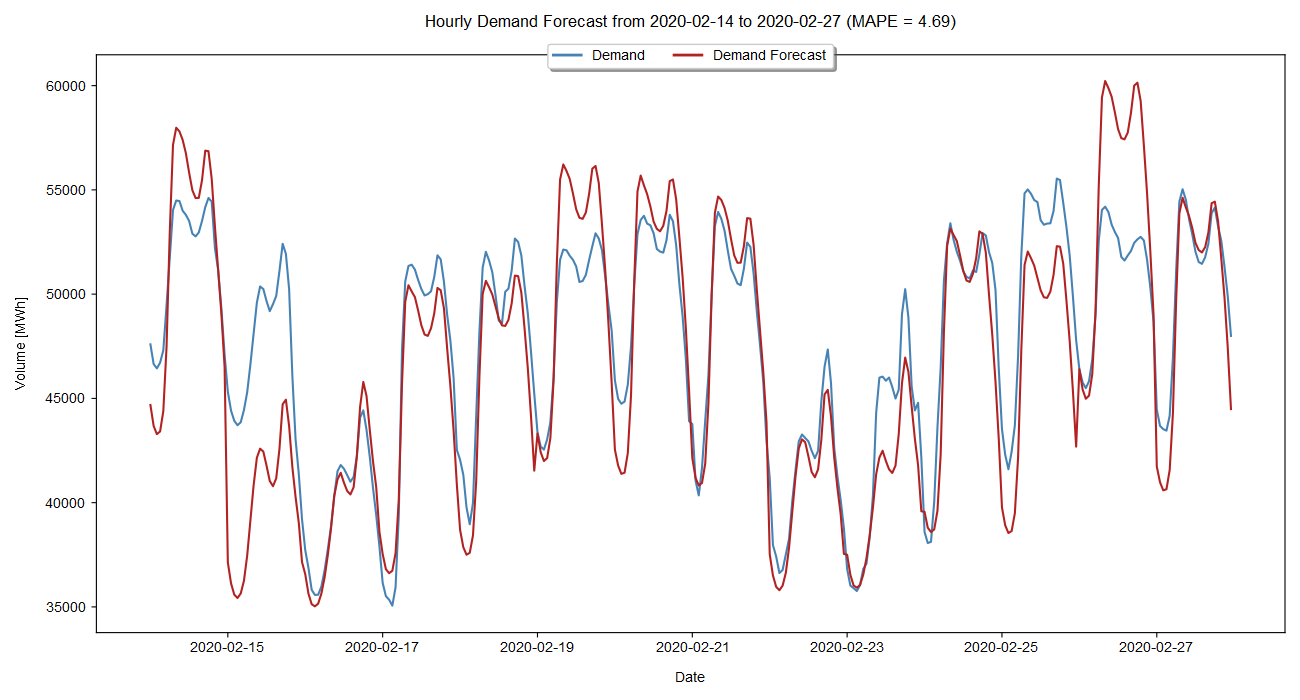 Hourly Demand Forecast from 2020-02-14 to 2020-02-27 (MAPE = 4.69)
Demand Demand Forecast
Volume [MWh]
60000
55000
50000
45000
40000
35000
2020-02-15 2020-02-17 2020-02-19 2020-02-21 2020-02-23 2020-02-25 2020-02-27
Date